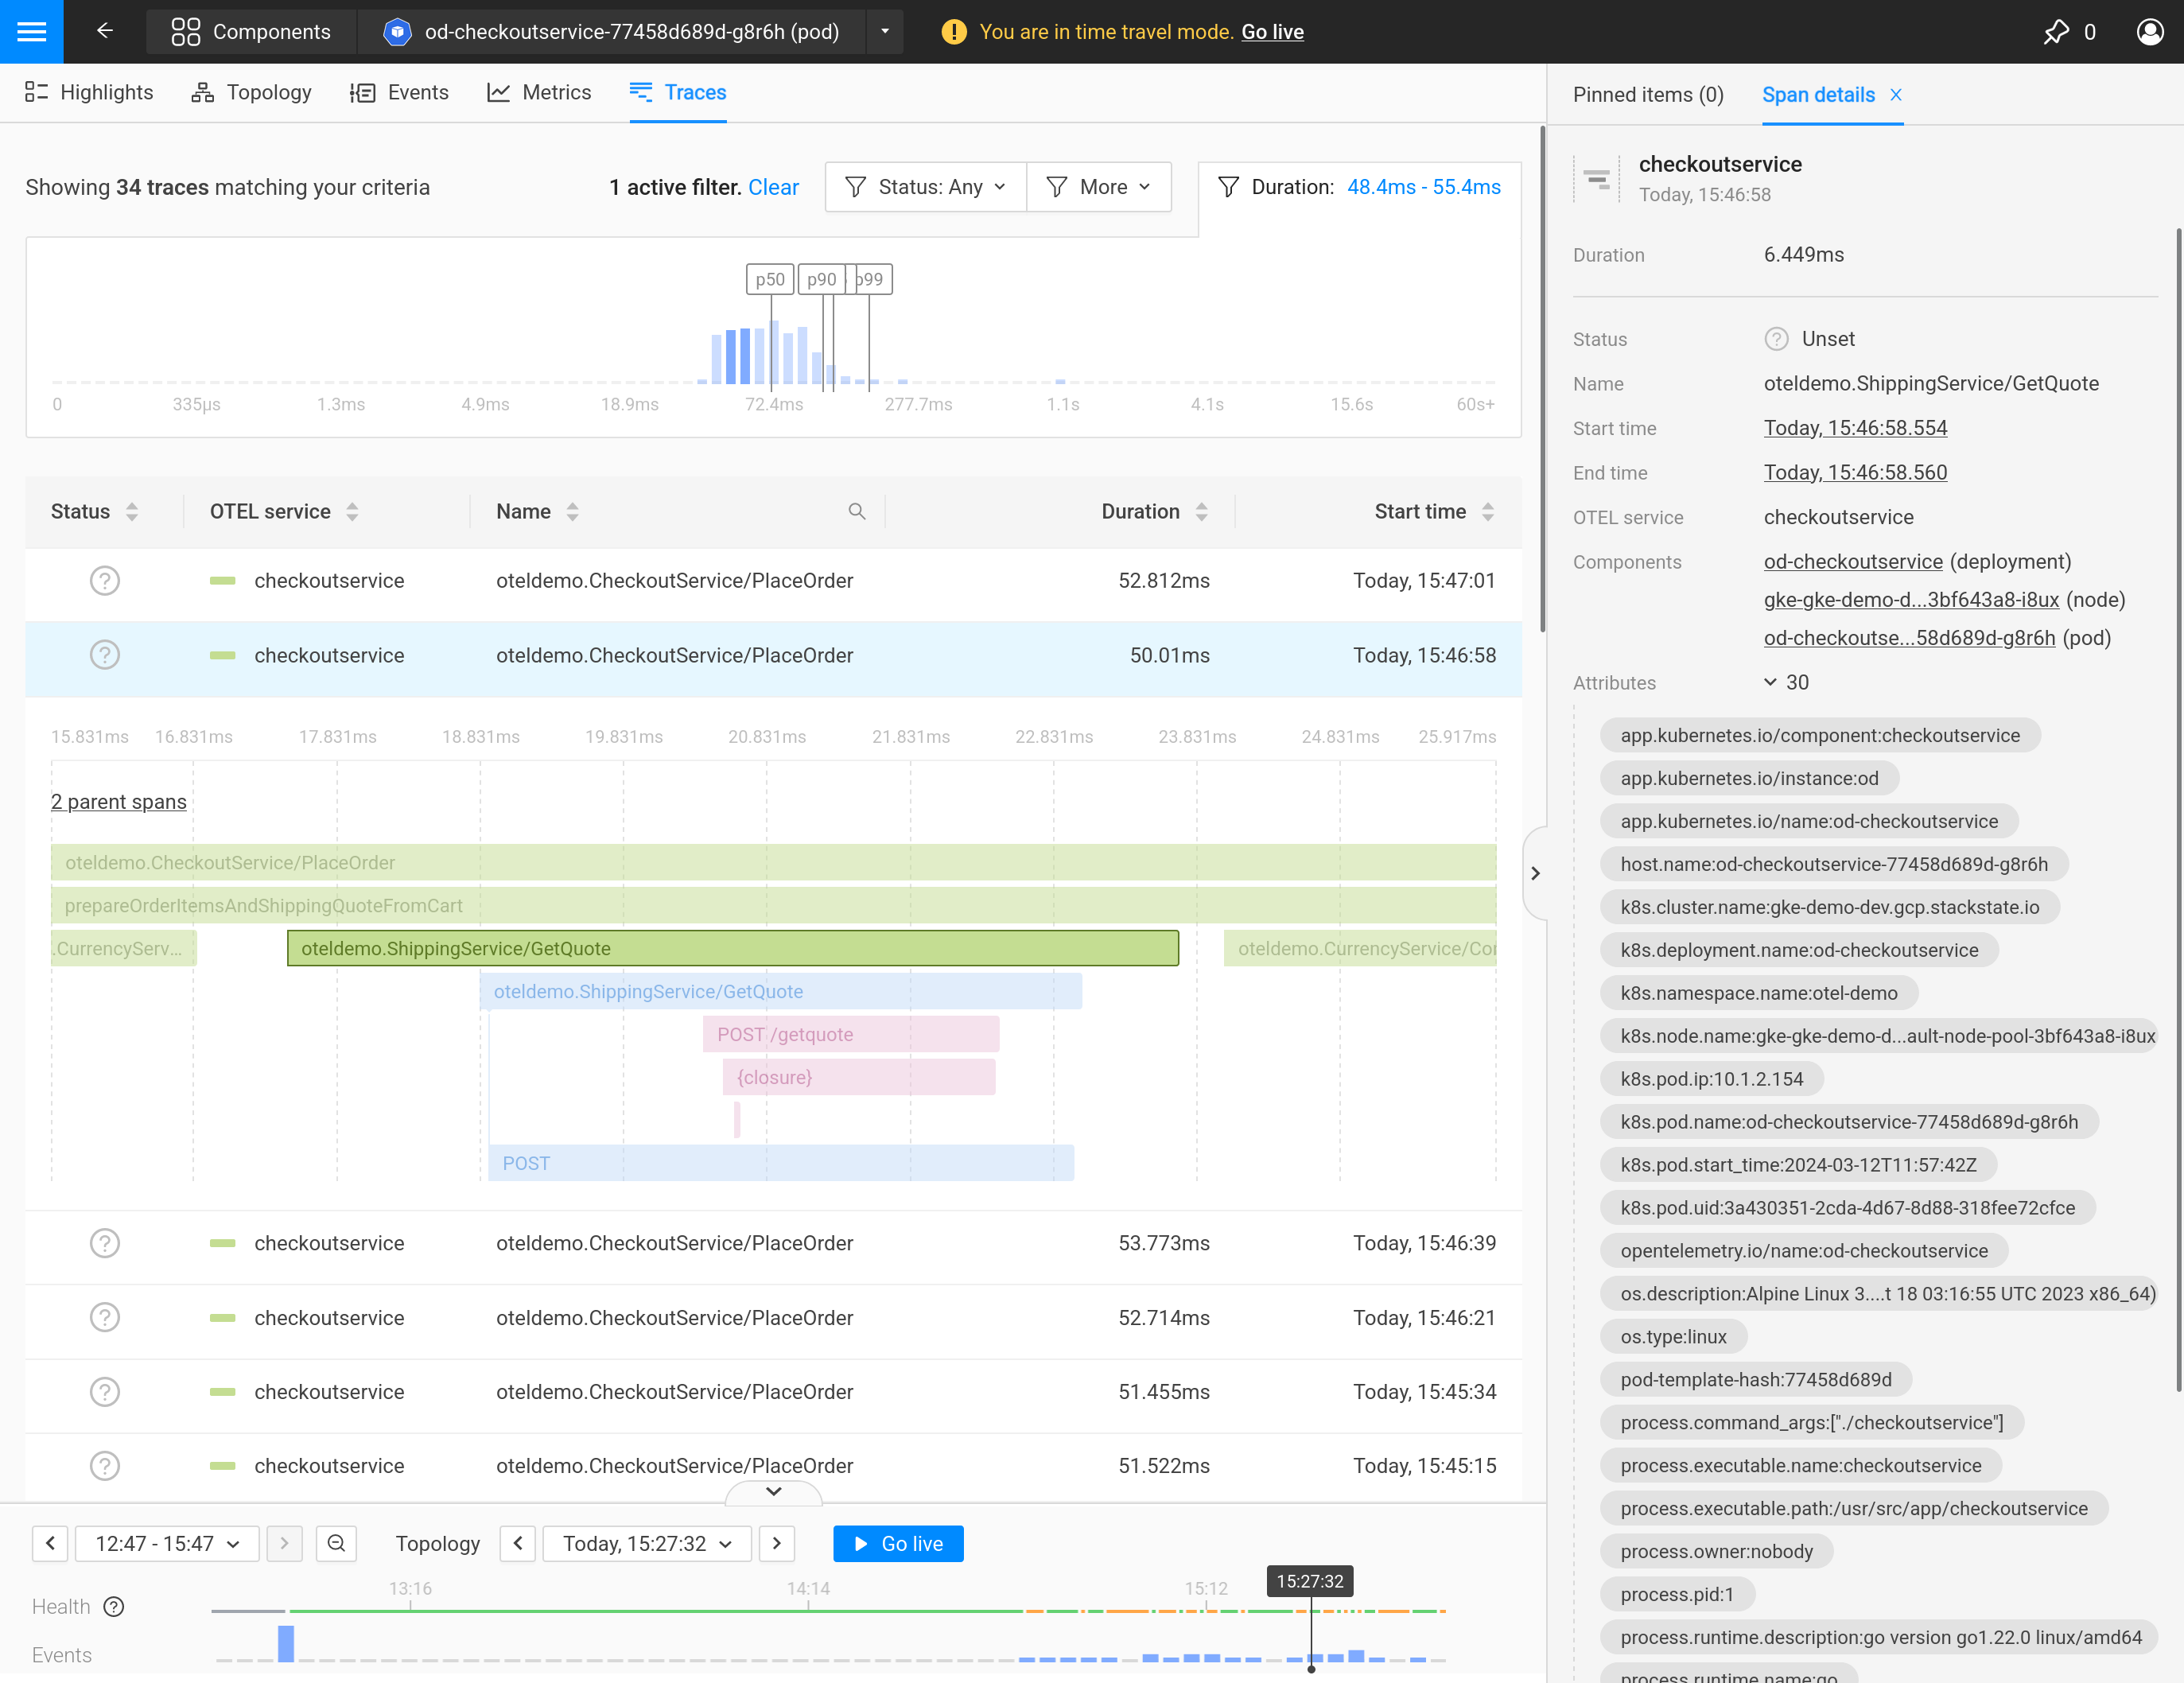 Components
od-checkoutservice-77458d689d-g8r6h (pod)
You are in time travel mode. Go live
0
Highlights
Topology
Events
Metrics
Traces
Showing 34 traces matching your criteria
1 active filter. Clear
Status: Any
More
Duration: 48.4ms - 55.4ms
p50 p90 p99
0 335µs 1.3ms 4.9ms 18.9ms 72.4ms 277.7ms 1.1s 4.1s 15.6s 60s+
Status OTEL service Name Duration Start time
checkoutservice oteldemo.CheckoutService/PlaceOrder 52.812ms Today, 15:47:01
checkoutservice oteldemo.CheckoutService/PlaceOrder 50.01ms Today, 15:46:58
15.831ms 16.831ms 17.831ms 18.831ms 19.831ms 20.831ms 21.831ms 22.831ms 23.831ms 24.831ms 25.917ms
2 parent spans
oteldemo.CheckoutService/PlaceOrder
prepareOrderItemsAndShippingQuoteFromCart
.CurrencyServ... oteldemo.ShippingService/GetQuote oteldemo.CurrencyService/Cor
oteldemo.ShippingService/GetQuote
POST /getquote
{closure}
POST
checkoutservice oteldemo.CheckoutService/PlaceOrder 53.773ms Today, 15:46:39
checkoutservice oteldemo.CheckoutService/PlaceOrder 52.714ms Today, 15:46:21
checkoutservice oteldemo.CheckoutService/PlaceOrder 51.455ms Today, 15:45:34
checkoutservice oteldemo.CheckoutService/PlaceOrder 51.522ms Today, 15:45:15
12:47 - 15:47
Topology
Today, 15:27:32
Go live
13:16 14:14 15:12 15:27:32
Health
Events
Pinned items (0)
Span details
checkoutservice
Today, 15:46:58
Duration 6.449ms
Status Unset
Name oteldemo.ShippingService/GetQuote
Start time Today, 15:46:58.554
End time Today, 15:46:58.560
OTEL service checkoutservice
Components od-checkoutservice (deployment)
gke-gke-demo-d...3bf643a8-i8ux (node)
od-checkoutse...58d689d-g8r6h (pod)
Attributes 30
app.kubernetes.io/component:checkoutservice
app.kubernetes.io/instance:od
app.kubernetes.io/name:od-checkoutservice
host.name:od-checkoutservice-77458d689d-g8r6h
k8s.cluster.name:gke-demo-dev.gcp.stackstate.io
k8s.deployment.name:od-checkoutservice
k8s.namespace.name:otel-demo
k8s.node.name:gke-gke-demo-d...ault-node-pool-3bf643a8-i8ux
k8s.pod.ip:10.1.2.154
k8s.pod.name:od-checkoutservice-77458d689d-g8r6h
k8s.pod.start_time:2024-03-12T11:57:42Z
k8s.pod.uid:3a430351-2cda-4d67-8d88-318fee72cfce
opentelemetry.io/name:od-checkoutservice
os.description:Alpine Linux 3....t 18 03:16:55 UTC 2023 x86_64)
os.type:linux
pod-template-hash:77458d689d
process.command_args:["./checkoutservice"]
process.executable.name:checkoutservice
process.executable.path:/usr/src/app/checkoutservice
process.owner:nobody
process.pid:1
process.runtime.description:go version go1.22.0 linux/amd64
process.runtime.name:go